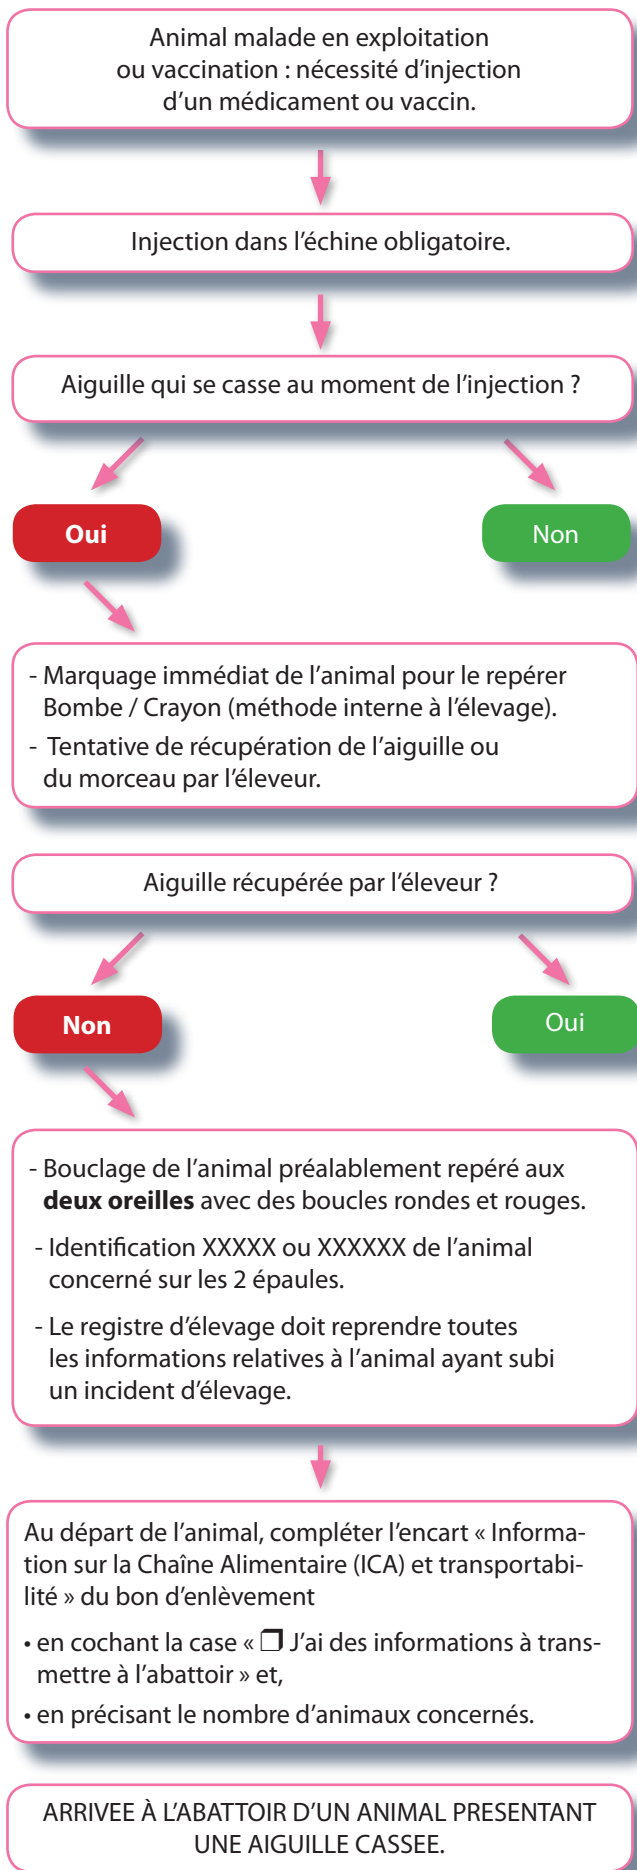 Animal malade en exploitation
ou vaccination : nécessité d’injection
d’un médicament ou vaccin.
Injection dans l’échine obligatoire.
Aiguille qui se casse au moment de l’injection ?
Oui
Non
- Marquage immédiat de l’animal pour le repérer
Bombe / Crayon (méthode interne à l’élevage).
- Tentative de récupération de l’aiguille ou
du morceau par l’éleveur.
Aiguille récupérée par l’éleveur ?
Non
Oui
- Bouclage de l’animal préalablement repéré aux
deux oreilles avec des boucles rondes et rouges.
- Identification XXXXX ou XXXXXX de l’animal
concerné sur les 2 épaules.
- Le registre d’élevage doit reprendre toutes
les informations relatives à l’animal ayant subi
un incident d’élevage.
Au départ de l’animal, compléter l’encart « Informa-
tion sur la Chaîne Alimentaire (ICA) et transportabi-
lité » du bon d’enlèvement
• en cochant la case « ❒ J’ai des informations à trans-
mettre à l’abattoir » et,
• en précisant le nombre d’animaux concernés.
ARRIVEE À L’ABATTOIR D’UN ANIMAL PRESENTANT
UNE AIGUILLE CASSEE.